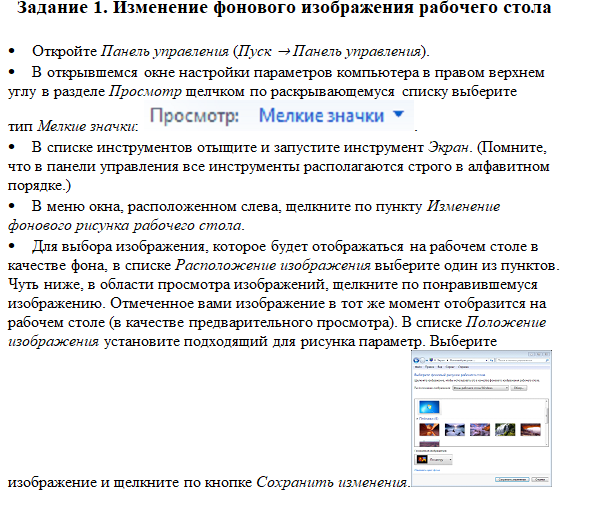 Задание 1. Изменение фонового изображения рабочего стола
• Откройте Панель управления (Пуск → Панель управления).
• В открывшемся окне настройки параметров компьютера в правом верхнем
углу в разделе Просмотр щелчком по раскрывающемуся списку выберите
тип Мелкие значки: Просмотр: Мелкие значки .
• В списке инструментов отыщите и запустите инструмент Экран. (Помните,
что в панели управления все инструменты располагаются строго в алфавитном
порядке.)
• В меню окна, расположенном слева, щелкните по пункту Изменение
фонового рисунка рабочего стола.
• Для выбора изображения, которое будет отображаться на рабочем столе в
качестве фона, в списке Расположение изображения выберите один из пунктов.
Чуть ниже, в области просмотра изображений, щелкните по понравившемуся
изображению. Отмеченное вами изображение в тот же момент отобразится на
рабочем столе (в качестве предварительного просмотра). В списке Положение
изображения установите подходящий для рисунка параметр. Выберите
изображение и щелкните по кнопке Сохранить изменения.